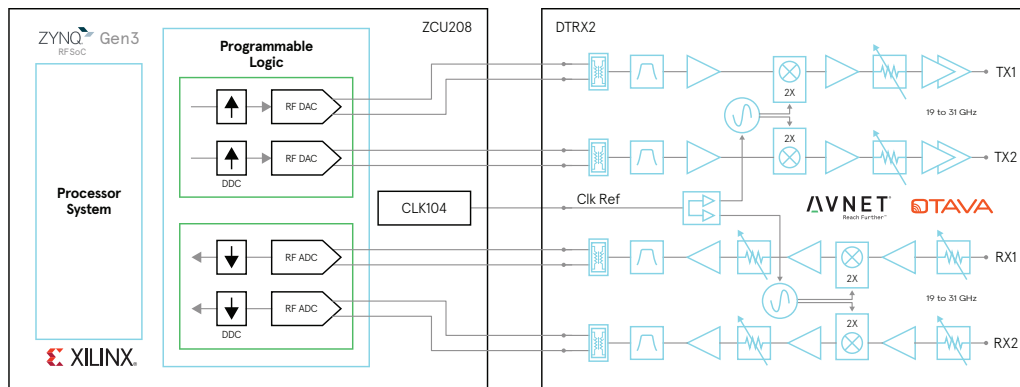 ZCU208
ZYNQ Gen3
RFSoC
Processor
System
XILINX®
Programmable
Logic
RF DAC
RF DAC
DDC
RF ADC
RF ADC
DDC
CLK104
Clk Ref
DTRX2
2X
TX1
19 to 31 GHz
2X
TX2
AVNET®
Reach Further™
OTAVA
2X
RX1
19 to 31 GHz
2X
RX2